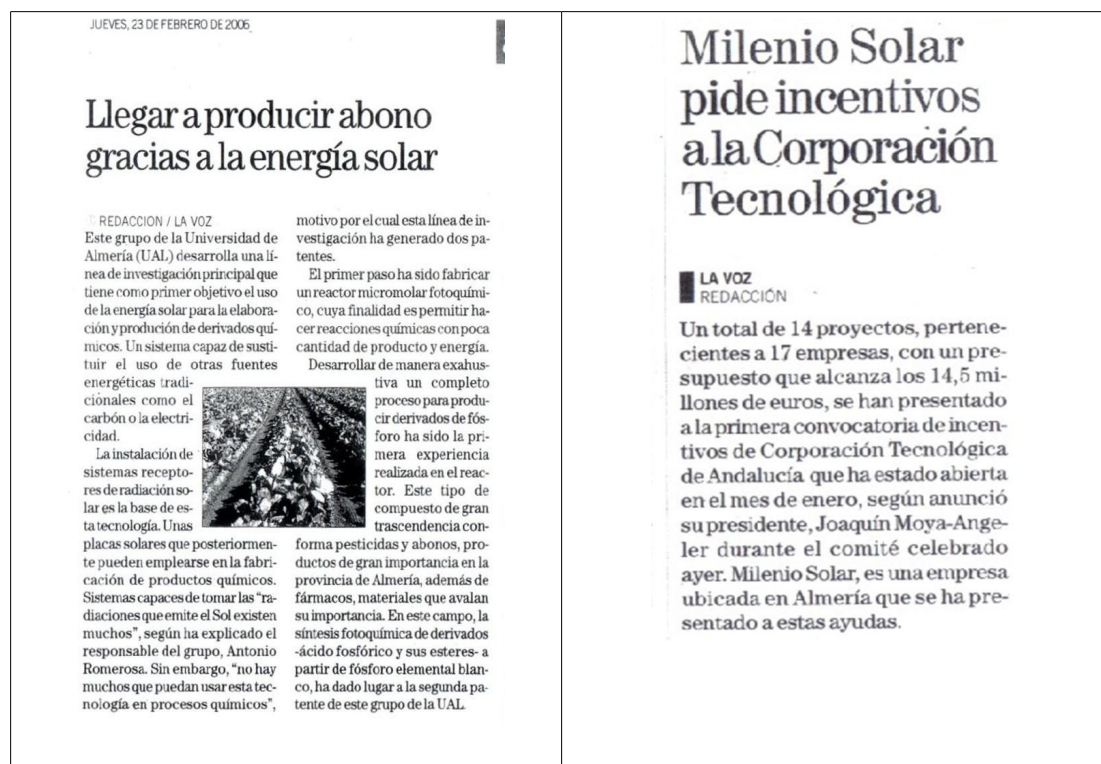 JUEVES, 23 DE FEBRERO DE 2006
Llegar a producir abono
gracias a la energía solar
REDACCION / LA VOZ
Este grupo de la Universidad de
Almería (UAL) desarrolla una lí-
nea de investigación principal que
tiene como primer objetivo el uso
de la energía solar para la elabora-
ción y produción de derivados quí-
micos. Un sistema capaz de susti-
tuir el uso de otras fuentes
energéticas tradi-
cionales como el
carbón o la electri-
cidad.
La instalación de
sistemas recepto-
res de radiación so-
lar es la base de es-
ta tecnología. Unas
placas solares que posteriormen-
te pueden emplearse en la fabri-
cación de productos químicos.
Sistemas capaces de tomar las “ra-
diaciones que emite el Sol existen
muchos”, según ha explicado el
responsable del grupo, Antonio
Romerosa. Sin embargo, “no hay
muchos que puedan usar esta tec-
nología en procesos químicos”,
motivo por el cual esta línea de in-
vestigación ha generado dos pa-
tentes.
El primer paso ha sido fabricar
un reactor micromolar fotoquími-
co, cuya finalidad es permitir ha-
cer reacciones químicas con poca
cantidad de producto y energía.
Desarrollar de manera exahus-
tiva un completo
proceso para produ-
cir derivados de fós-
foro ha sido la pri-
mera experiencia
realizada en el reac-
tor. Este tipo de
compuesto de gran
trascendencia con-
forma pesticidas y abonos, pro-
ductos de gran importancia en la
provincia de Almería, además de
fármacos, materiales que avalan
su importancia. En este campo, la
síntesis fotoquímica de derivados
-ácido fosfórico y sus esteres- a
partir de fósforo elemental blan-
co, ha dado lugar a la segunda pa-
tente de este grupo de la UAL.
Milenio Solar
pide incentivos
a la Corporación
Tecnológica
LA VOZ
REDACCIÓN
Un total de 14 proyectos, pertene-
cientes a 17 empresas, con un pre-
supuesto que alcanza los 14,5 mi-
llones de euros, se han presentado
a la primera convocatoria de incen-
tivos de Corporación Tecnológica
de Andalucía que ha estado abierta
en el mes de enero, según anunció
su presidente, Joaquín Moya-Ange-
ler durante el comité celebrado
ayer. Milenio Solar, es una empresa
ubicada en Almería que se ha pre-
sentado a estas ayudas.